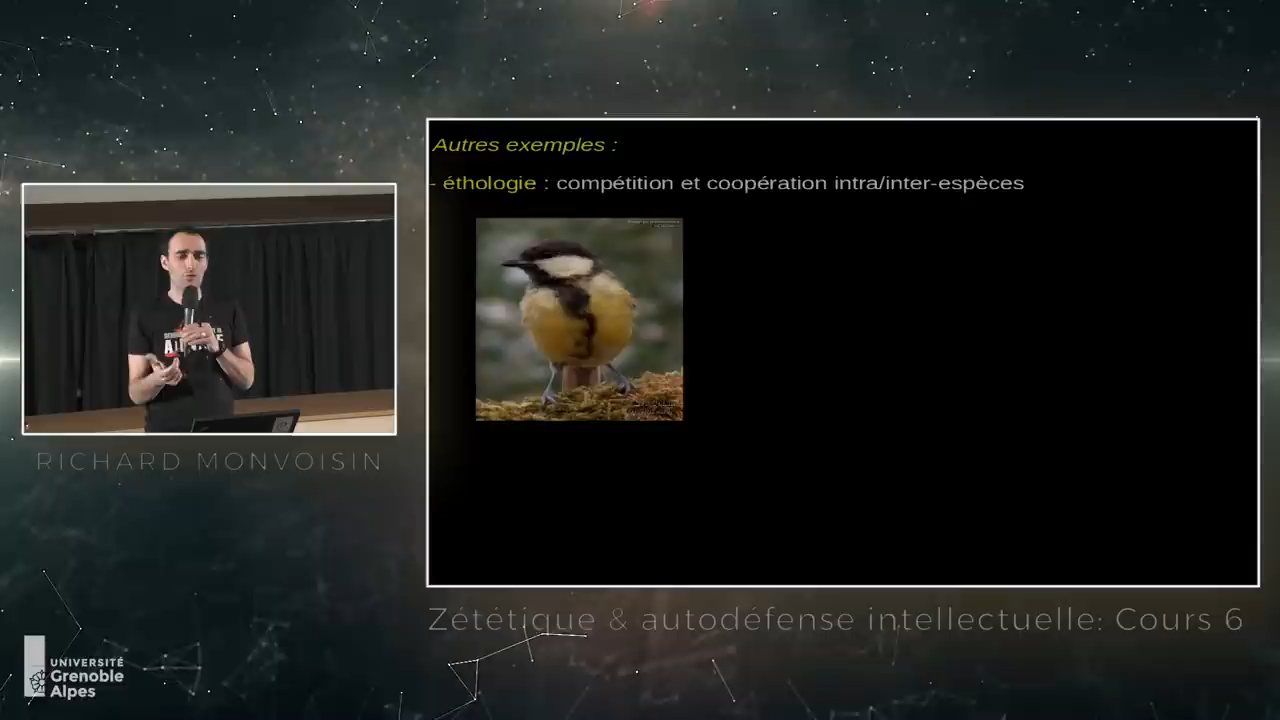 Autres exemples :
- éthologie : compétition et coopération intra/inter-espèces
RICHARD MONVOISIN
Zététique & autodéfense intellectuelle: Cours 6
UNIVERSITÉ
Grenoble
Alpes